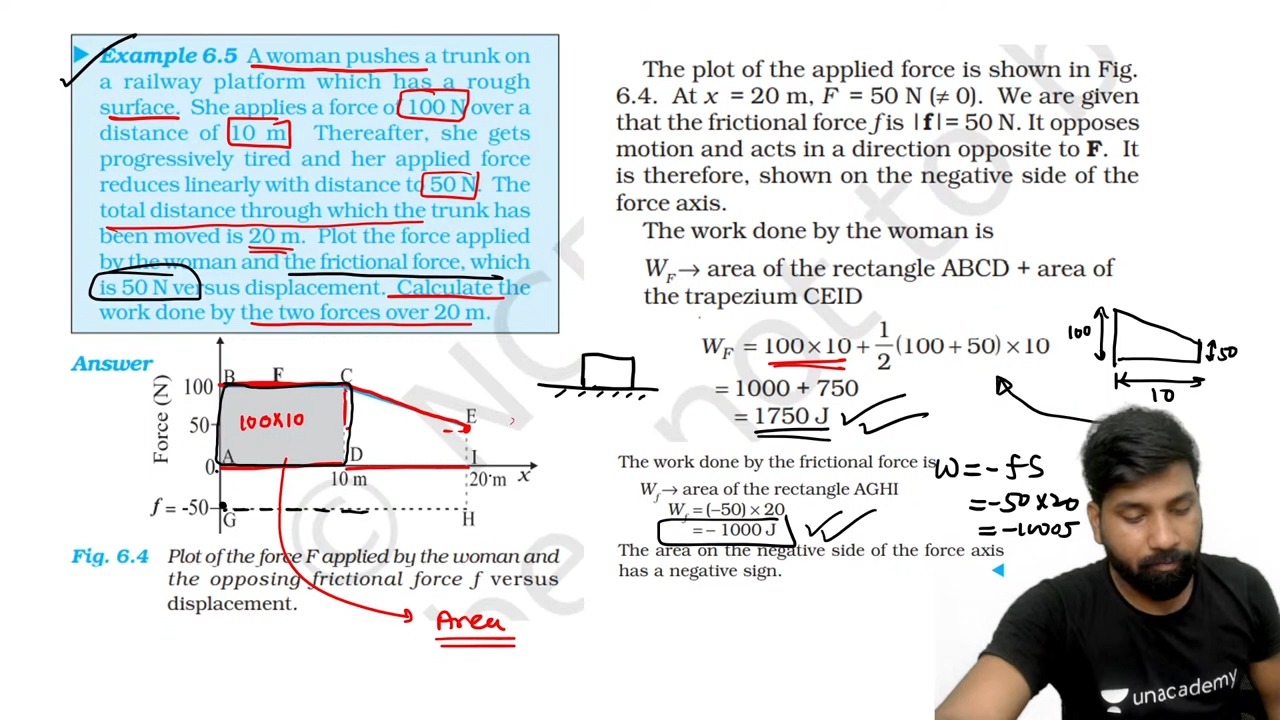 Example 6.5 A woman pushes a trunk on
a railway platform which has a rough
surface. She applies a force of 100 N over a
distance of 10 m. Thereafter, she gets
progressively tired and her applied force
reduces linearly with distance to 50 N. The
total distance through which the trunk has
been moved is 20 m. Plot the force applied
by the woman and the frictional force, which
is 50 N versus displacement. Calculate the
work done by the two forces over 20 m.
Answer
Force (N)
100
50
0
B
F
C
E
100×10
A
D
I
10 m
20 m
x
f = -50
G
H
Fig. 6.4 Plot of the force F applied by the woman and
the opposing frictional force f versus
displacement.
Area
The plot of the applied force is shown in Fig.
6.4. At x = 20 m, F = 50 N (≠ 0). We are given
that the frictional force f is |f|= 50 N. It opposes
motion and acts in a direction opposite to F. It
is therefore, shown on the negative side of the
force axis.
The work done by the woman is
W_F → area of the rectangle ABCD + area of
the trapezium CEID
W_F = 100×10 + 1/2 (100 + 50) × 10
= 1000 + 750
= 1750 J
100
50
10
The work done by the frictional force is
W_f → area of the rectangle AGHI
W_f = (−50) × 20
= − 1000 J
W = −fS
= −50×20
= −1000J
The area on the negative side of the force axis
has a negative sign.
unacademy